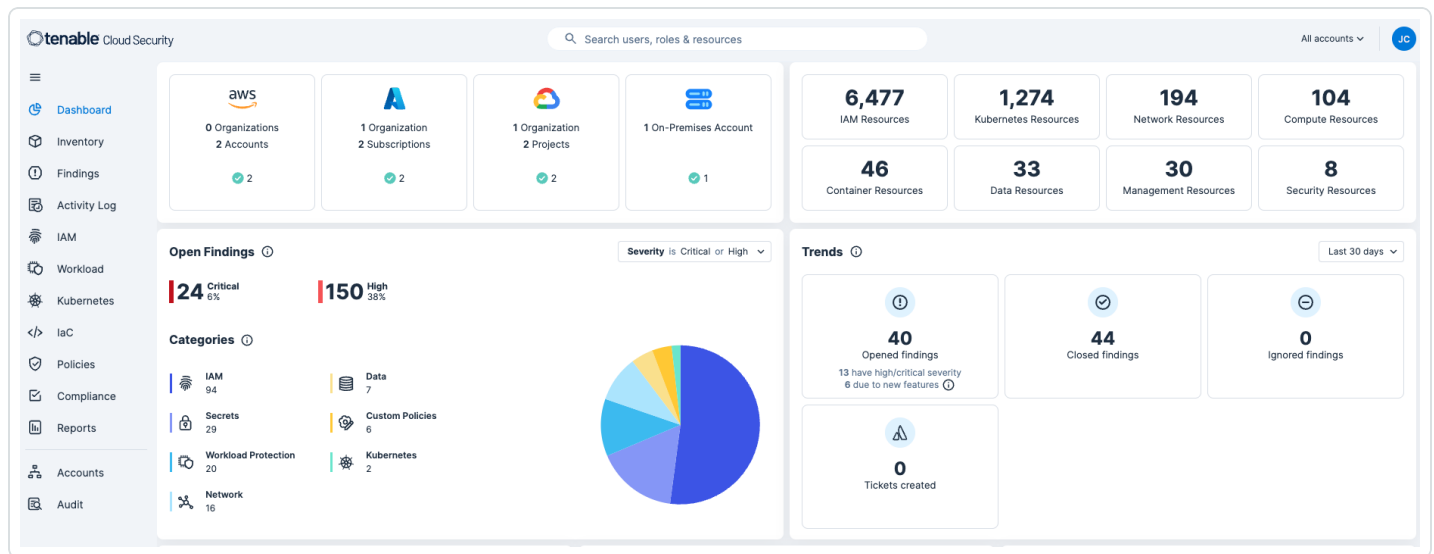 tenable Cloud Security
Search users, roles & resources
All accounts
JC
Dashboard
Inventory
Findings
Activity Log
IAM
Workload
Kubernetes
IaC
Policies
Compliance
Reports
Accounts
Audit
aws
0 Organizations
2 Accounts
2
1 Organization
2 Subscriptions
2
1 Organization
2 Projects
2
1 On-Premises Account
1
6,477
IAM Resources
1,274
Kubernetes Resources
194
Network Resources
104
Compute Resources
46
Container Resources
33
Data Resources
30
Management Resources
8
Security Resources
Open Findings
Severity is Critical or High
24 Critical
6%
150 High
38%
Categories
IAM
94
Secrets
29
Workload Protection
20
Network
16
Data
7
Custom Policies
6
Kubernetes
2
Trends
Last 30 days
40
Opened findings
13 have high/critical severity
6 due to new features
44
Closed findings
0
Ignored findings
0
Tickets created